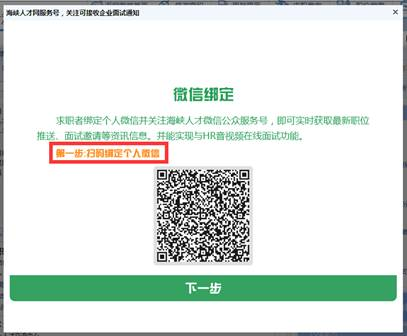 海峡人才网服务号，关注可接收企业面试通知
微信绑定
求职者绑定个人微信并关注海峡人才微信公众服务号，即可实时获取最新职位
推送、面试邀请等资讯信息。并能实现与HR音视频在线面试功能。
第一步:扫码绑定个人微信
下一步